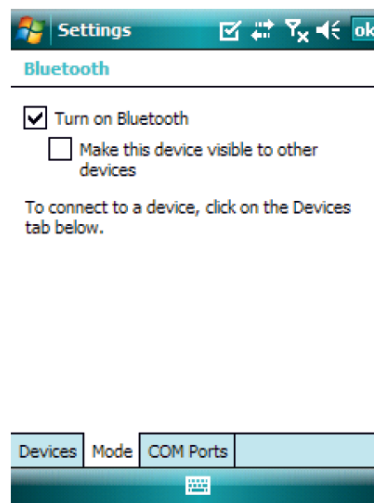 Settings ok
Bluetooth
Turn on Bluetooth
Make this device visible to other
devices
To connect to a device, click on the Devices
tab below.
Devices Mode COM Ports